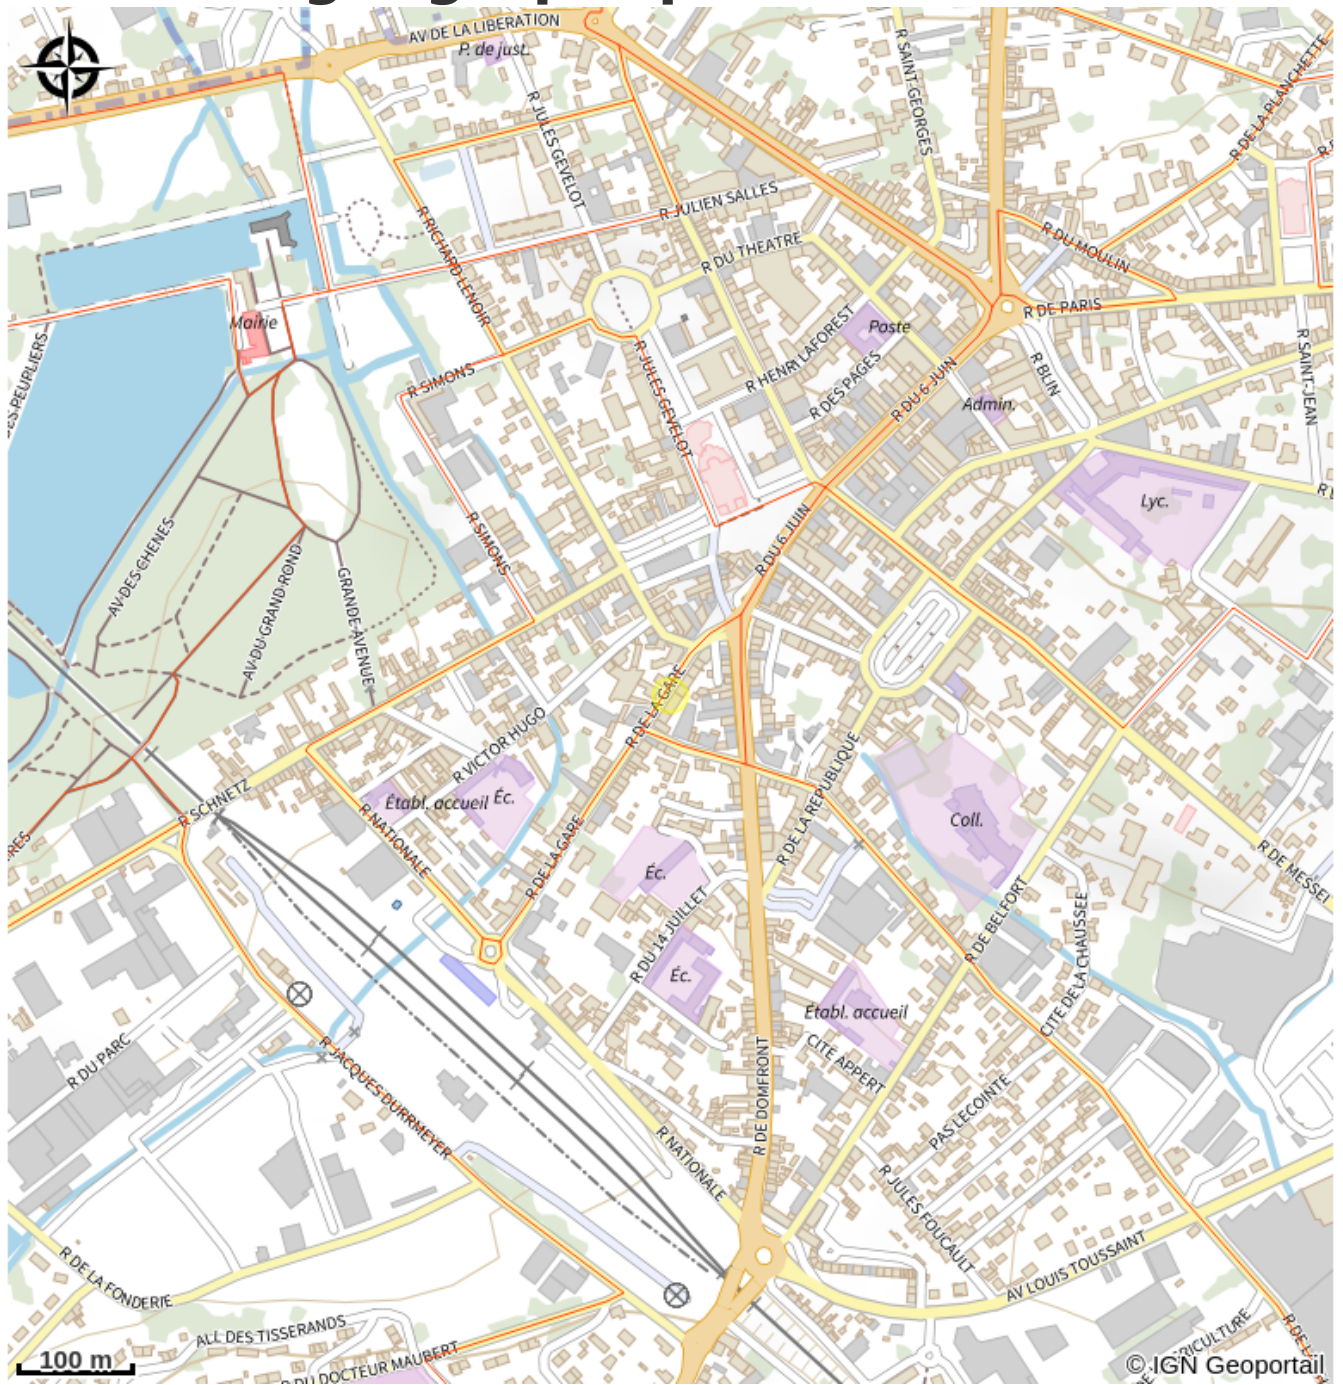 AV DE LA LIBERATION
P. de just.
R SAINT-GEORGES
R DE LA PLANCHETTE
R JULES GEVELOT
R JULIEN SALLES
R RICHARD LENOIR
R DU THEATRE
R DU MOULIN
R DE PARIS
Mairie
Poste
R HENRI LAFOREST
R DES PAGES
R DU 6 JUIN
R BLIN
R SAINT-JEAN
R SIMONS
R JULES GEVELOT
Admin.
Lyc.
R SIMONS
R DU 6 JUIN
AV DES CHENES
AV DU GRAND ROND
GRANDE AVENUE
R DE LA GARE
R VICTOR HUGO
R SCHNETZ
Établ. accueil
Éc.
R NATIONALE
R DE LA REPUBLIQUE
Coll.
R DE LA GARE
Éc.
R DE MESSEI
R DU 14 JUILLET
Éc.
R DE BELFORT
CITE DE LA CHAUSSEE
Établ. accueil
CITE APPERT
R DU PARC
R JACQUES DURRMEYER
R DE DOMFRONT
PAS LECOINTE
R NATIONALE
R JULES FOUCAULT
AV LOUIS TOUSSAINT
R DE LA FONDERIE
ALL DES TISSERANDS
R DU DOCTEUR MAUBERT
100 m
© IGN Geoportail